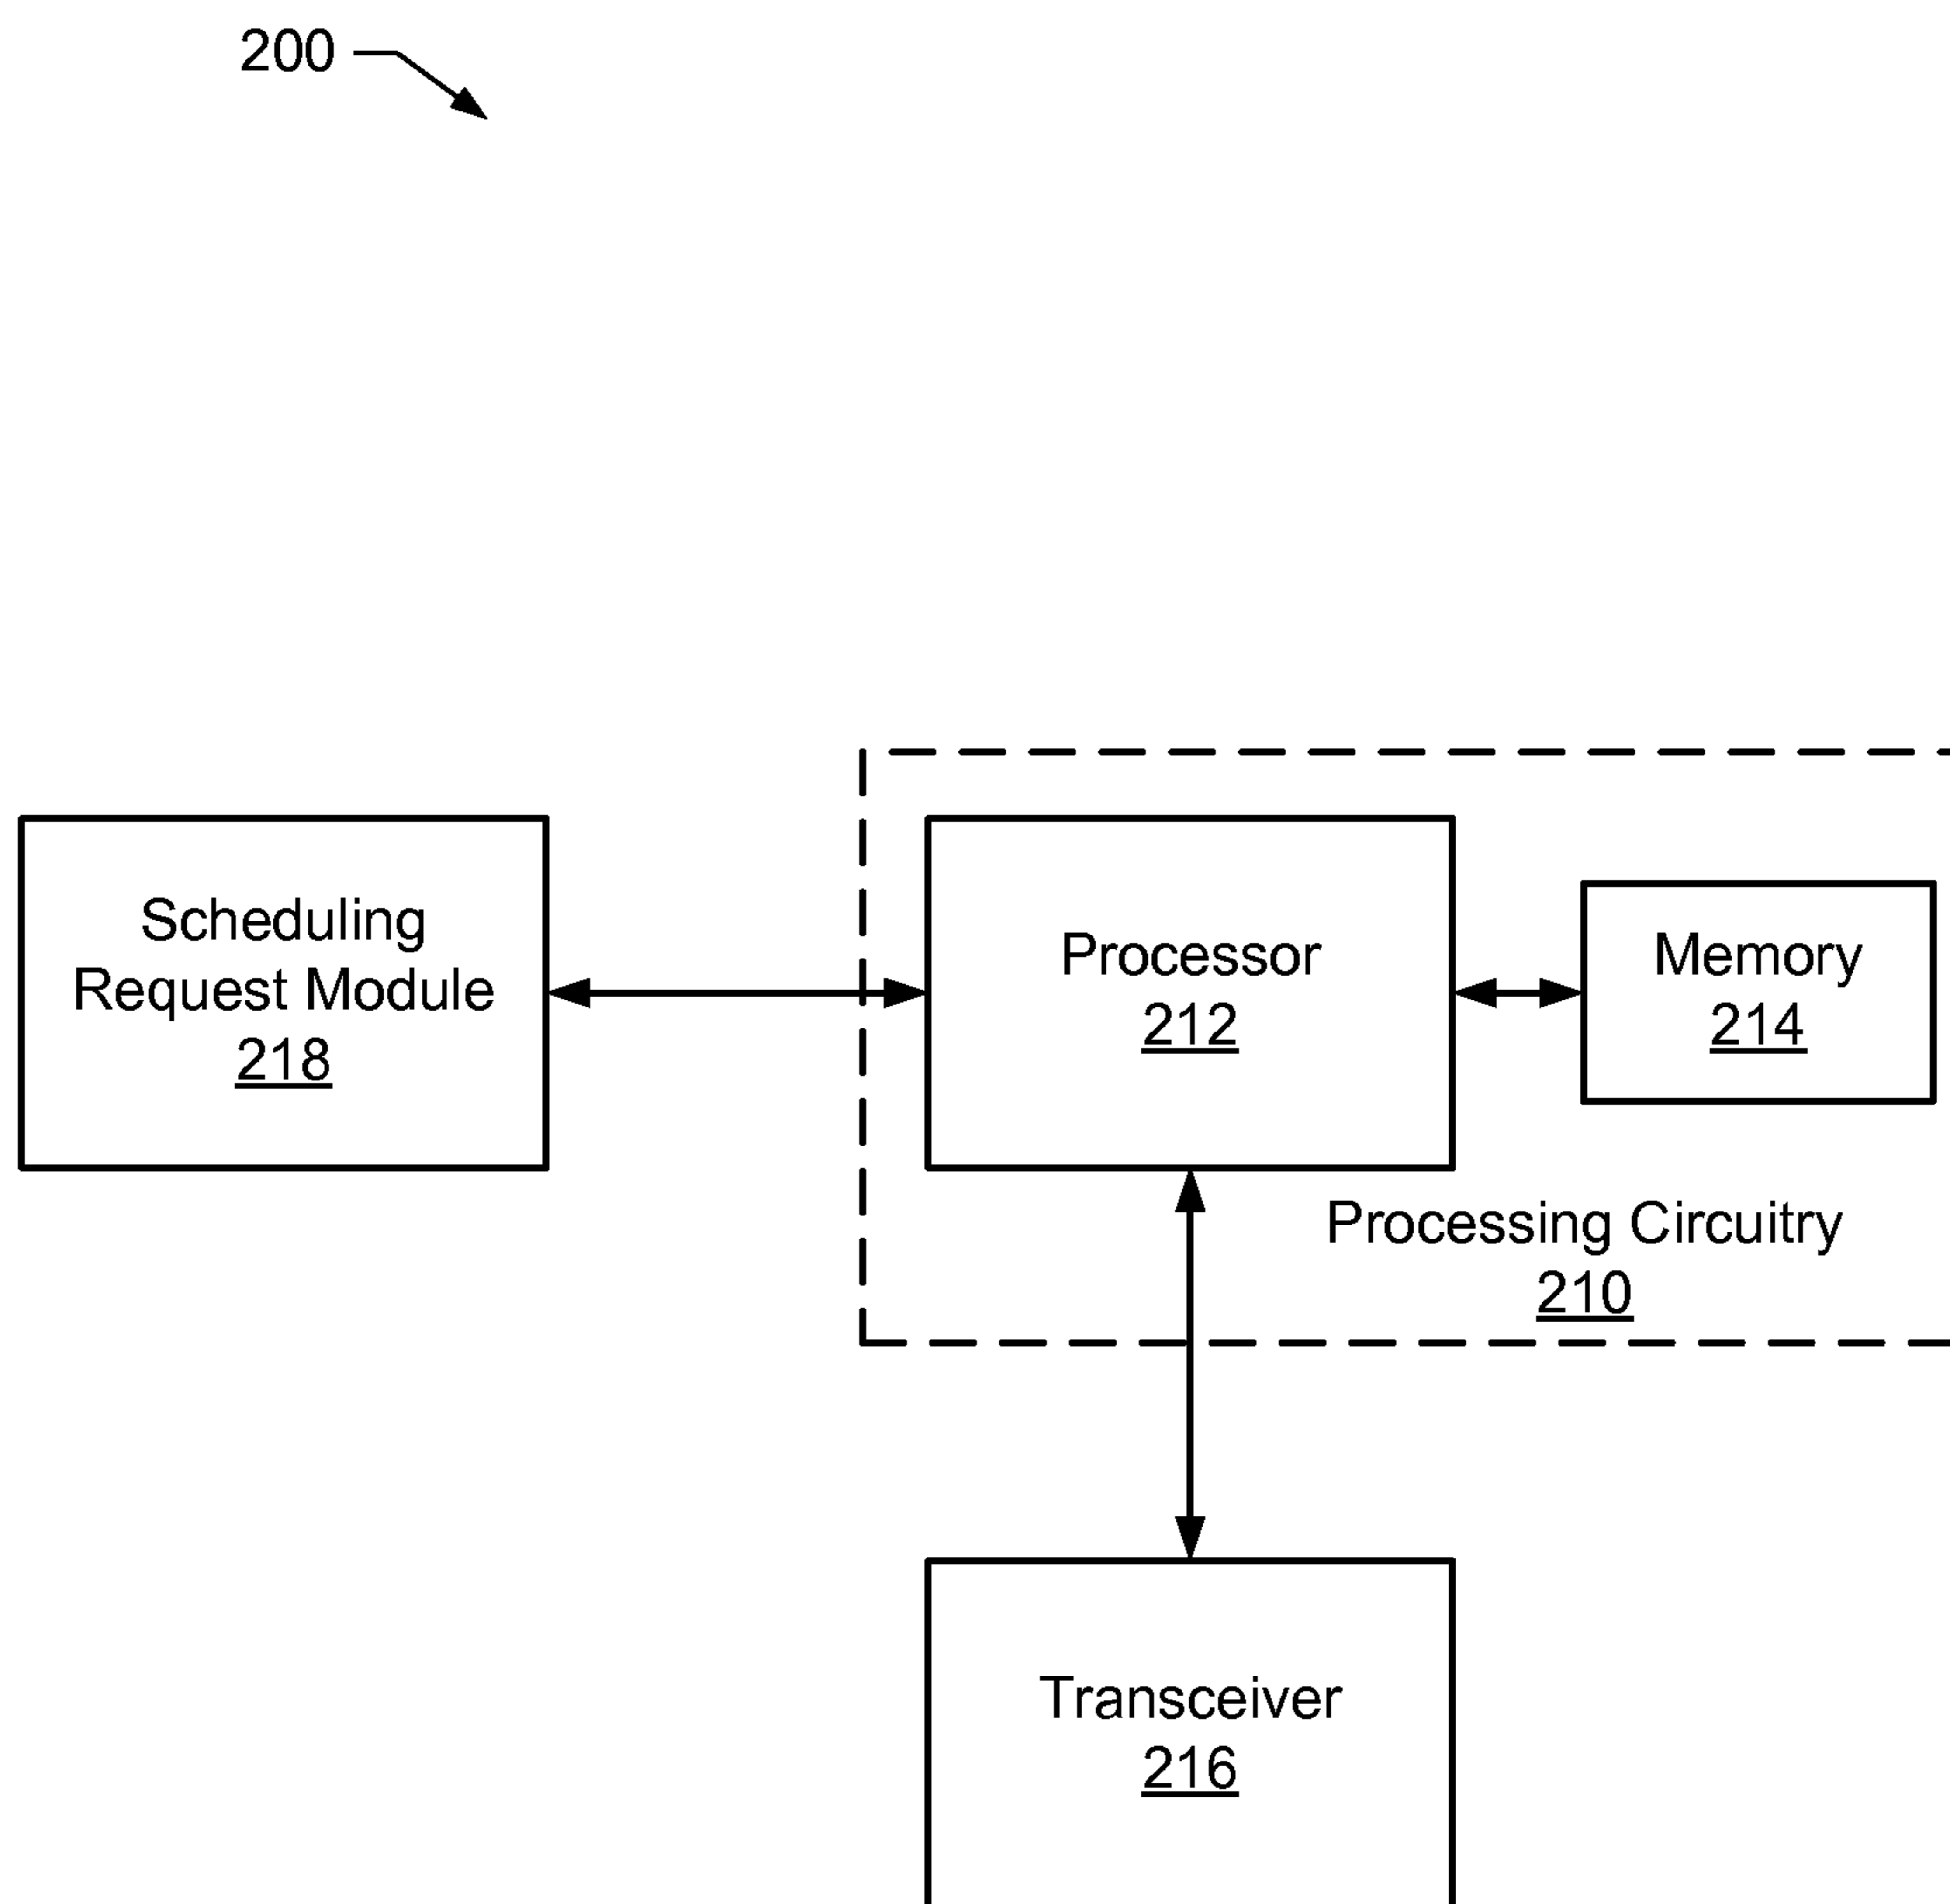 200
Scheduling
Request Module
218
Processor
212
Memory
214
Processing Circuitry
210
Transceiver
216